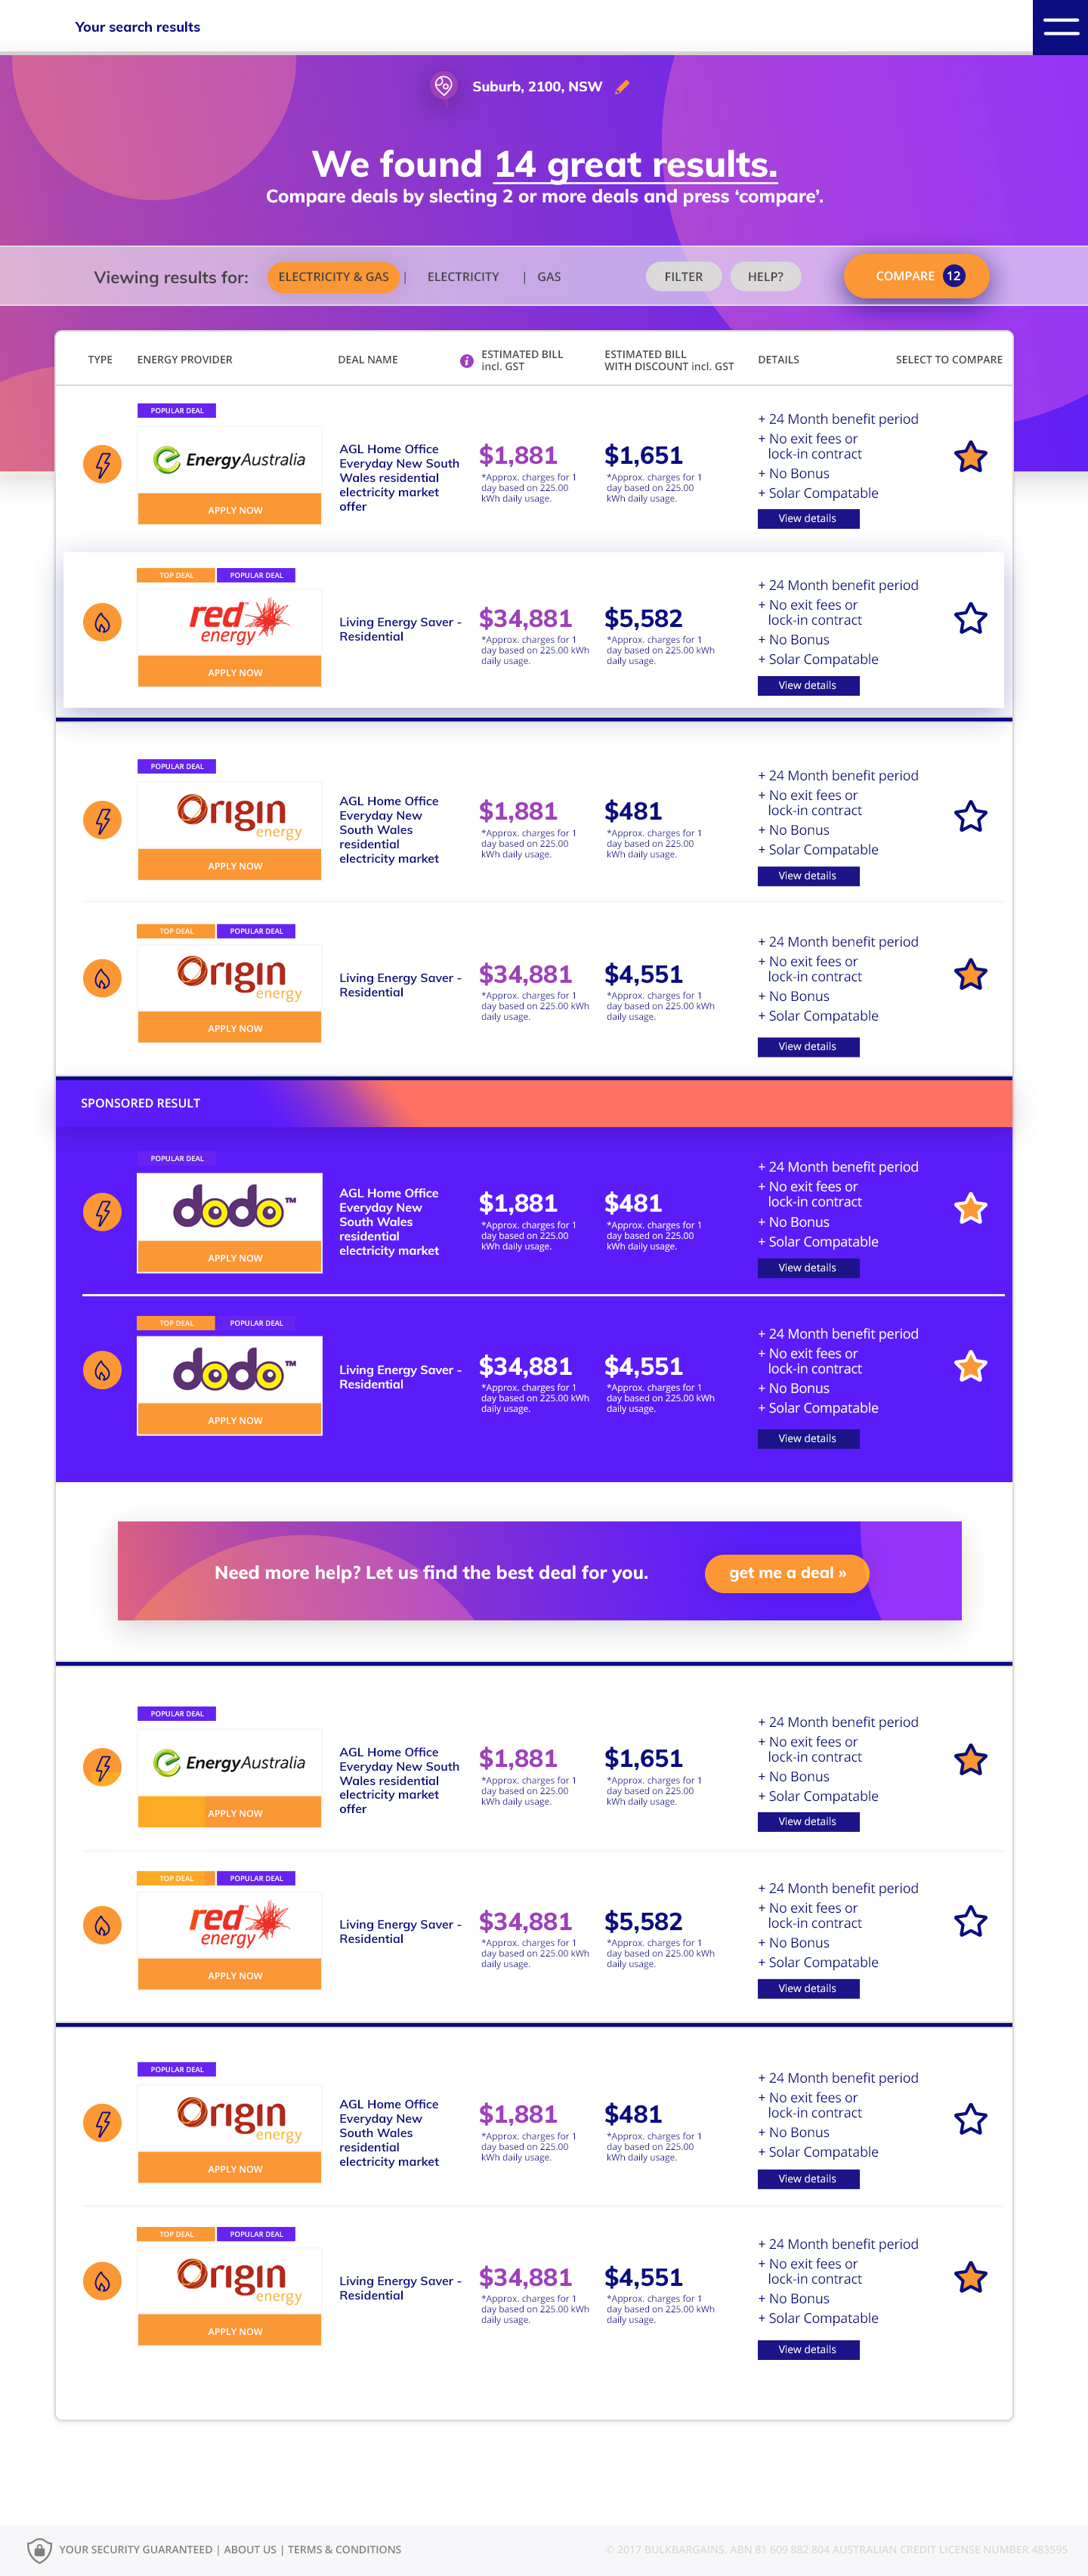 Your search results
Suburb, 2100, NSW
We found 14 great results.
Compare deals by slecting 2 or more deals and press ‘compare’.
Viewing results for: ELECTRICITY & GAS | ELECTRICITY | GAS FILTER HELP? COMPARE 12
TYPE ENERGY PROVIDER DEAL NAME i ESTIMATED BILL
incl. GST ESTIMATED BILL
WITH DISCOUNT incl. GST DETAILS SELECT TO COMPARE
POPULAR DEAL
EnergyAustralia
APPLY NOW
AGL Home Office
Everyday New South
Wales residential
electricity market
offer
$1,881
*Approx. charges for 1
day based on 225.00
kWh daily usage.
$1,651
*Approx. charges for 1
day based on 225.00
kWh daily usage.
+ 24 Month benefit period
+ No exit fees or
lock-in contract
+ No Bonus
+ Solar Compatable
View details
TOP DEAL POPULAR DEAL
red
energy
APPLY NOW
Living Energy Saver -
Residential
$34,881
*Approx. charges for 1
day based on 225.00 kWh
daily usage.
$5,582
*Approx. charges for 1
day based on 225.00 kWh
daily usage.
+ 24 Month benefit period
+ No exit fees or
lock-in contract
+ No Bonus
+ Solar Compatable
View details
POPULAR DEAL
Origin
energy
APPLY NOW
AGL Home Office
Everyday New
South Wales
residential
electricity market
$1,881
*Approx. charges for 1
day based on 225.00
kWh daily usage.
$481
*Approx. charges for 1
day based on 225.00
kWh daily usage.
+ 24 Month benefit period
+ No exit fees or
lock-in contract
+ No Bonus
+ Solar Compatable
View details
TOP DEAL POPULAR DEAL
Origin
energy
APPLY NOW
Living Energy Saver -
Residential
$34,881
*Approx. charges for 1
day based on 225.00 kWh
daily usage.
$4,551
*Approx. charges for 1
day based on 225.00 kWh
daily usage.
+ 24 Month benefit period
+ No exit fees or
lock-in contract
+ No Bonus
+ Solar Compatable
View details
SPONSORED RESULT
POPULAR DEAL
dodo™
APPLY NOW
AGL Home Office
Everyday New
South Wales
residential
electricity market
$1,881
*Approx. charges for 1
day based on 225.00
kWh daily usage.
$481
*Approx. charges for 1
day based on 225.00
kWh daily usage.
+ 24 Month benefit period
+ No exit fees or
lock-in contract
+ No Bonus
+ Solar Compatable
View details
TOP DEAL POPULAR DEAL
dodo™
APPLY NOW
Living Energy Saver -
Residential
$34,881
*Approx. charges for 1
day based on 225.00 kWh
daily usage.
$4,551
*Approx. charges for 1
day based on 225.00 kWh
daily usage.
+ 24 Month benefit period
+ No exit fees or
lock-in contract
+ No Bonus
+ Solar Compatable
View details
Need more help? Let us find the best deal for you. get me a deal »
POPULAR DEAL
EnergyAustralia
APPLY NOW
AGL Home Office
Everyday New South
Wales residential
electricity market
offer
$1,881
*Approx. charges for 1
day based on 225.00
kWh daily usage.
$1,651
*Approx. charges for 1
day based on 225.00
kWh daily usage.
+ 24 Month benefit period
+ No exit fees or
lock-in contract
+ No Bonus
+ Solar Compatable
View details
TOP DEAL POPULAR DEAL
red
energy
APPLY NOW
Living Energy Saver -
Residential
$34,881
*Approx. charges for 1
day based on 225.00 kWh
daily usage.
$5,582
*Approx. charges for 1
day based on 225.00 kWh
daily usage.
+ 24 Month benefit period
+ No exit fees or
lock-in contract
+ No Bonus
+ Solar Compatable
View details
POPULAR DEAL
Origin
energy
APPLY NOW
AGL Home Office
Everyday New
South Wales
residential
electricity market
$1,881
*Approx. charges for 1
day based on 225.00
kWh daily usage.
$481
*Approx. charges for 1
day based on 225.00
kWh daily usage.
+ 24 Month benefit period
+ No exit fees or
lock-in contract
+ No Bonus
+ Solar Compatable
View details
TOP DEAL POPULAR DEAL
Origin
energy
APPLY NOW
Living Energy Saver -
Residential
$34,881
*Approx. charges for 1
day based on 225.00 kWh
daily usage.
$4,551
*Approx. charges for 1
day based on 225.00 kWh
daily usage.
+ 24 Month benefit period
+ No exit fees or
lock-in contract
+ No Bonus
+ Solar Compatable
View details
YOUR SECURITY GUARANTEED | ABOUT US | TERMS & CONDITIONS © 2017 BULKBARGAINS. ABN 81 609 882 804 AUSTRALIAN CREDIT LICENSE NUMBER 483595